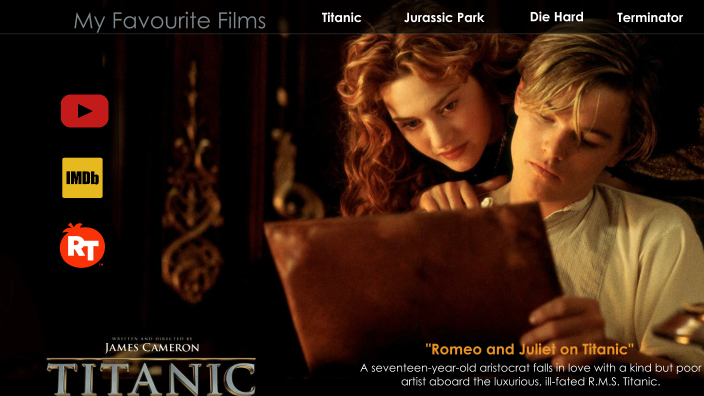 My Favourite Films
Titanic
Jurassic Park
Die Hard
Terminator
IMDb
RT
WRITTEN AND DIRECTED BY
JAMES CAMERON
TITANIC
"Romeo and Juliet on Titanic"
A seventeen-year-old aristocrat falls in love with a kind but poor
artist aboard the luxurious, ill-fated R.M.S. Titanic.